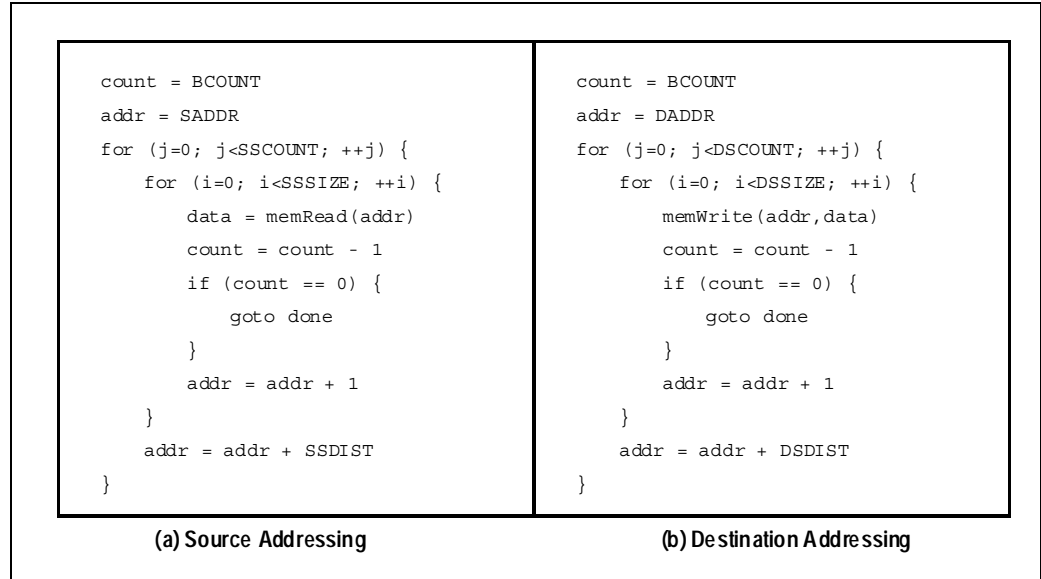 count = BCOUNT
addr = SADDR
for (j=0; j<SSCOUNT; ++j) {
for (i=0; i<SSSIZE; ++i) {
data = memRead(addr)
count = count - 1
if (count == 0) {
goto done
}
addr = addr + 1
}
addr = addr + SSDIST
}
(a) Source Addressing
count = BCOUNT
addr = DADDR
for (j=0; j<DSCOUNT; ++j) {
for (i=0; i<DSSIZE; ++i) {
memWrite(addr,data)
count = count - 1
if (count == 0) {
goto done
}
addr = addr + 1
}
addr = addr + DSDIST
}
(b) Destination Addressing